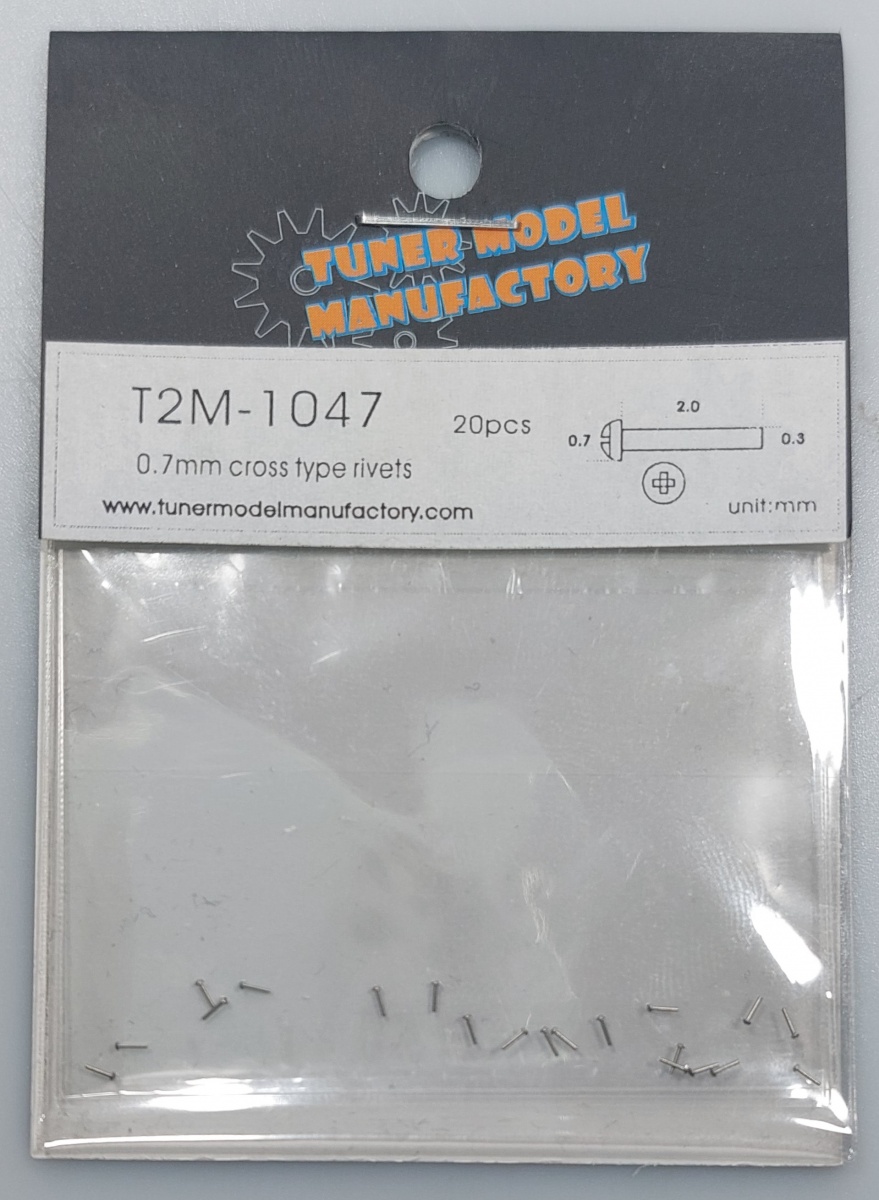 TUNER MODEL
MANUFACTORY
T2M-1047
20pcs
0.7mm cross type rivets
www.tunermodelmanufactory.com
2.0
0.7
0.3
unit:mm